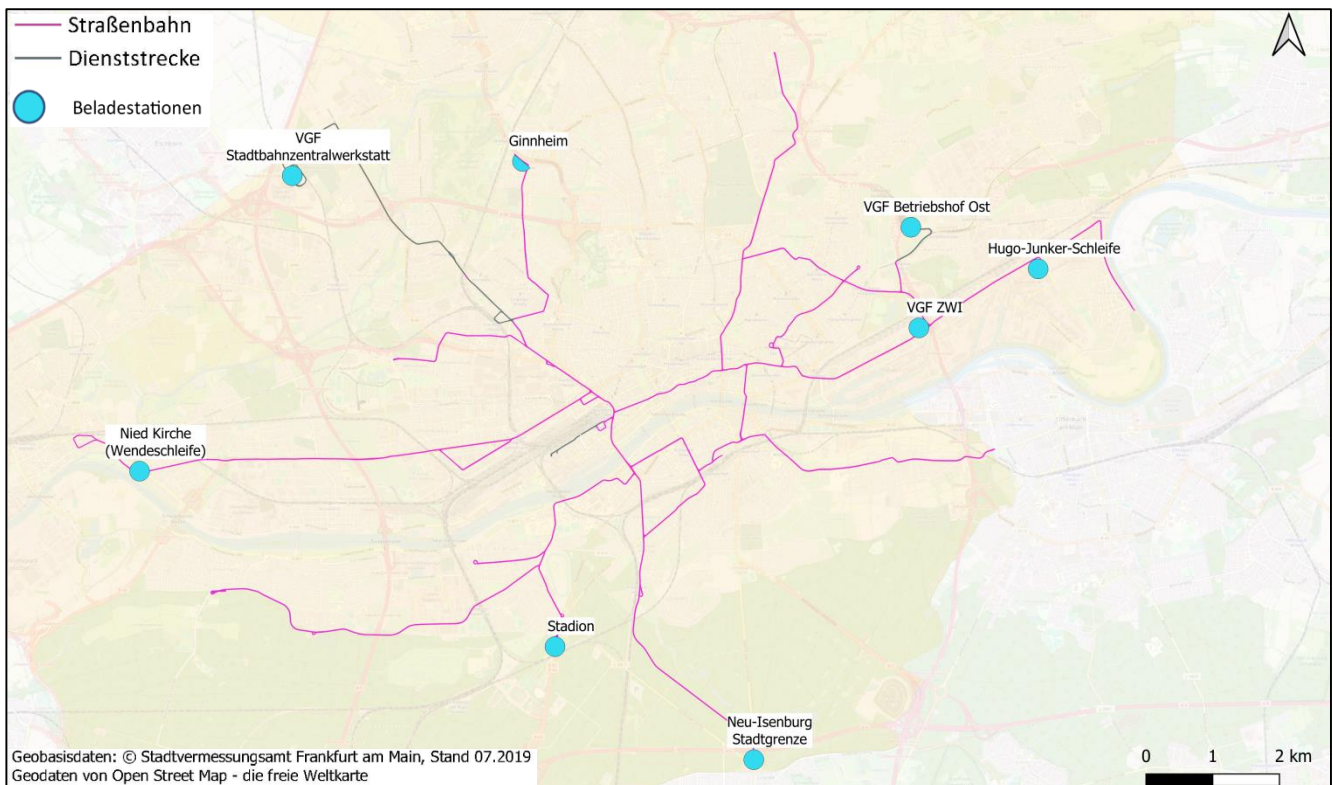 Straßenbahn
Dienststrecke
Beladestationen
VGF
Stadtbahnzentralwerkstatt
Ginnheim
VGF Betriebshof Ost
Hugo-Junker-Schleife
VGF ZWI
Nied Kirche
(Wendeschleife)
Stadion
Neu-Isenburg
Stadtgrenze
Geobasisdaten: © Stadtvermessungsamt Frankfurt am Main, Stand 07.2019
Geodaten von Open Street Map - die freie Weltkarte
0 1 2 km